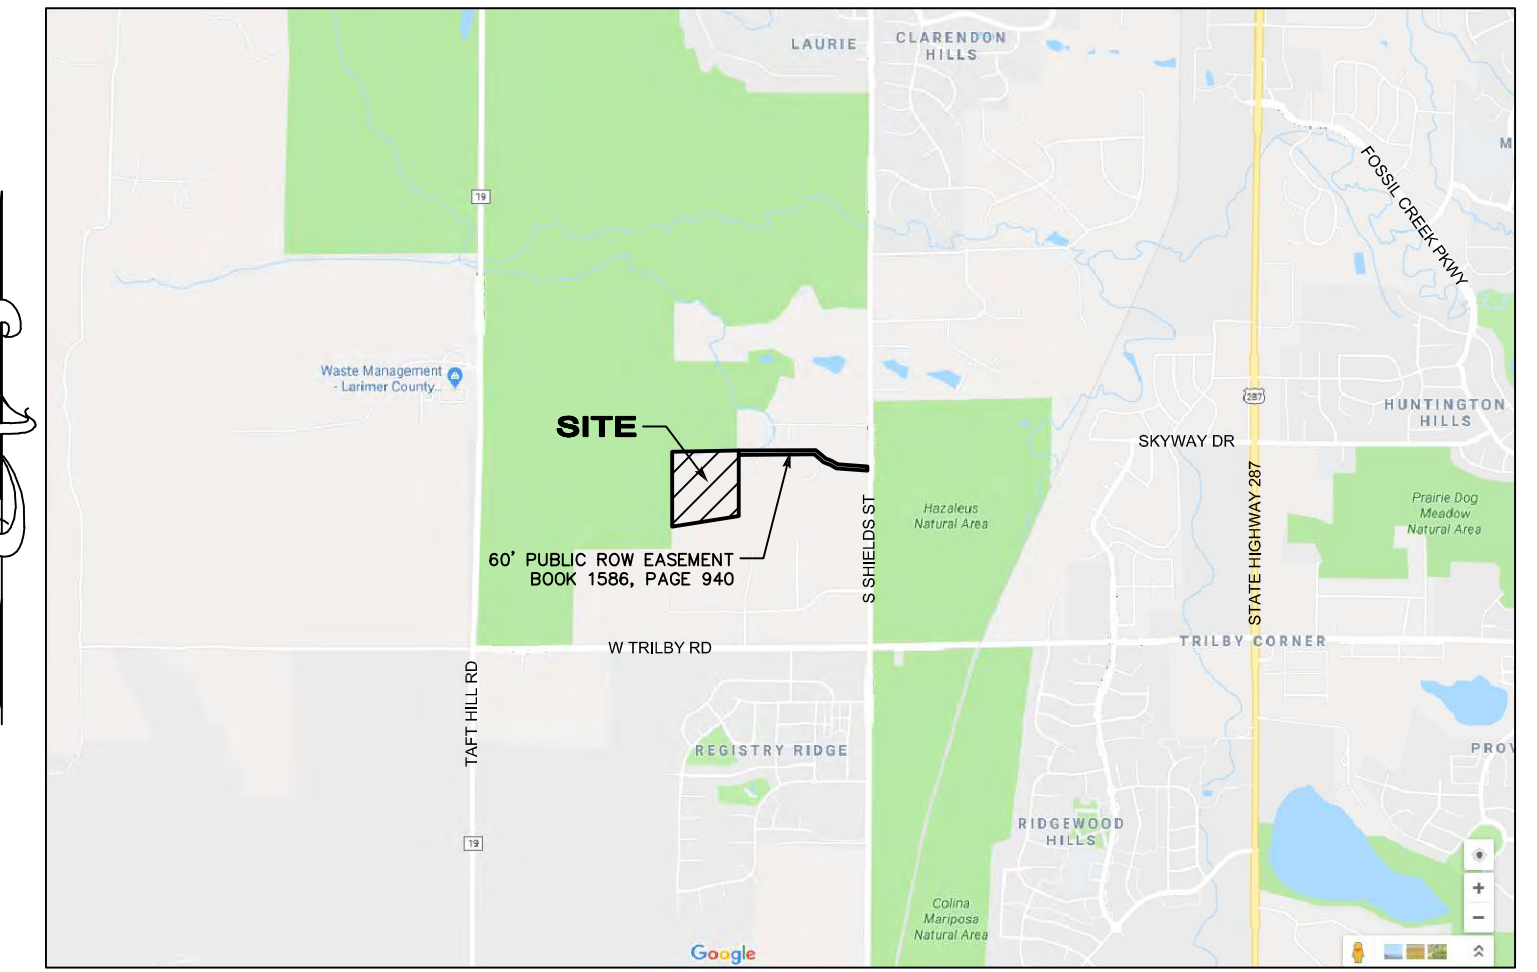 LAURIE
CLARENDON
HILLS
19
FOSSIL CREEK PKWY
M
Waste Management
- Larimer County...
287
HUNTINGTON
HILLS
SITE
SKYWAY DR
STATE HIGHWAY 287
S SHIELDS ST
Hazaleus
Natural Area
Prairie Dog
Meadow
Natural Area
60' PUBLIC ROW EASEMENT
BOOK 1586, PAGE 940
W TRILBY RD
TRILBY CORNER
TAFT HILL RD
REGISTRY RIDGE
PROV
RIDGEWOOD
HILLS
19
Colina
Mariposa
Natural Area
Google